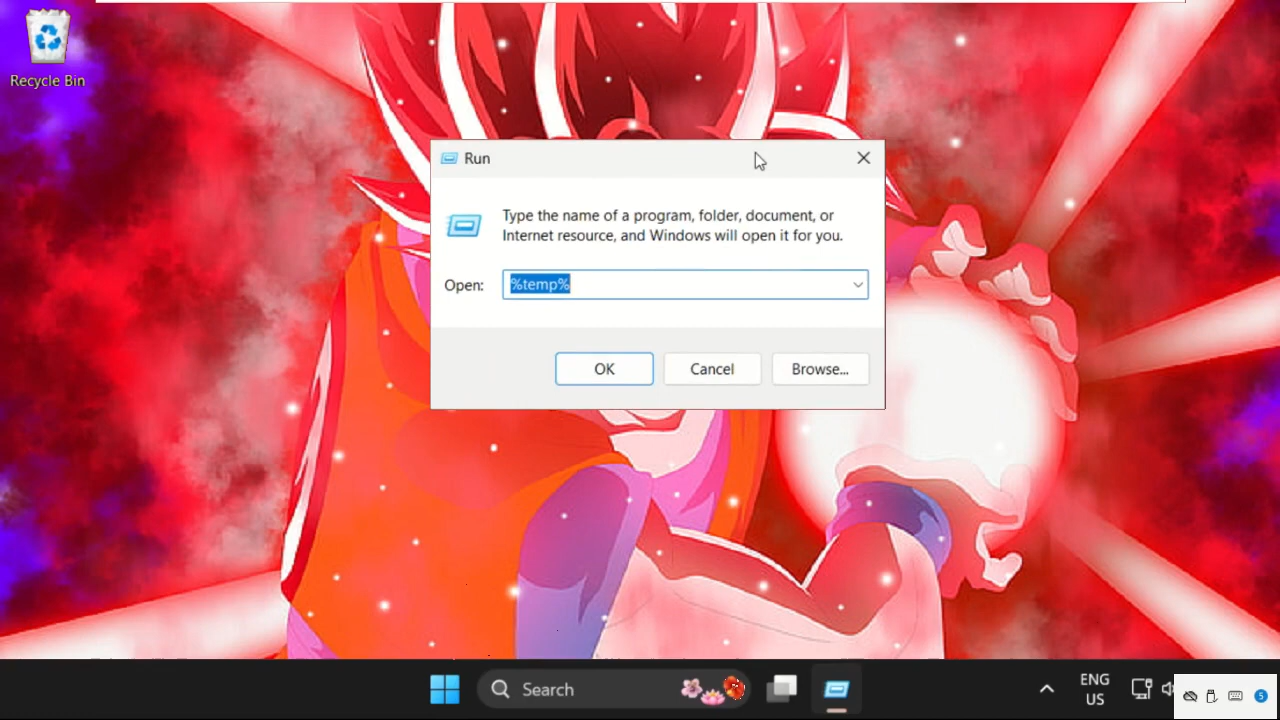 Recycle Bin
Run
Type the name of a program, folder, document, or
Internet resource, and Windows will open it for you.
Open:
%temp%
OK
Cancel
Browse...
Search
ENG
US
5